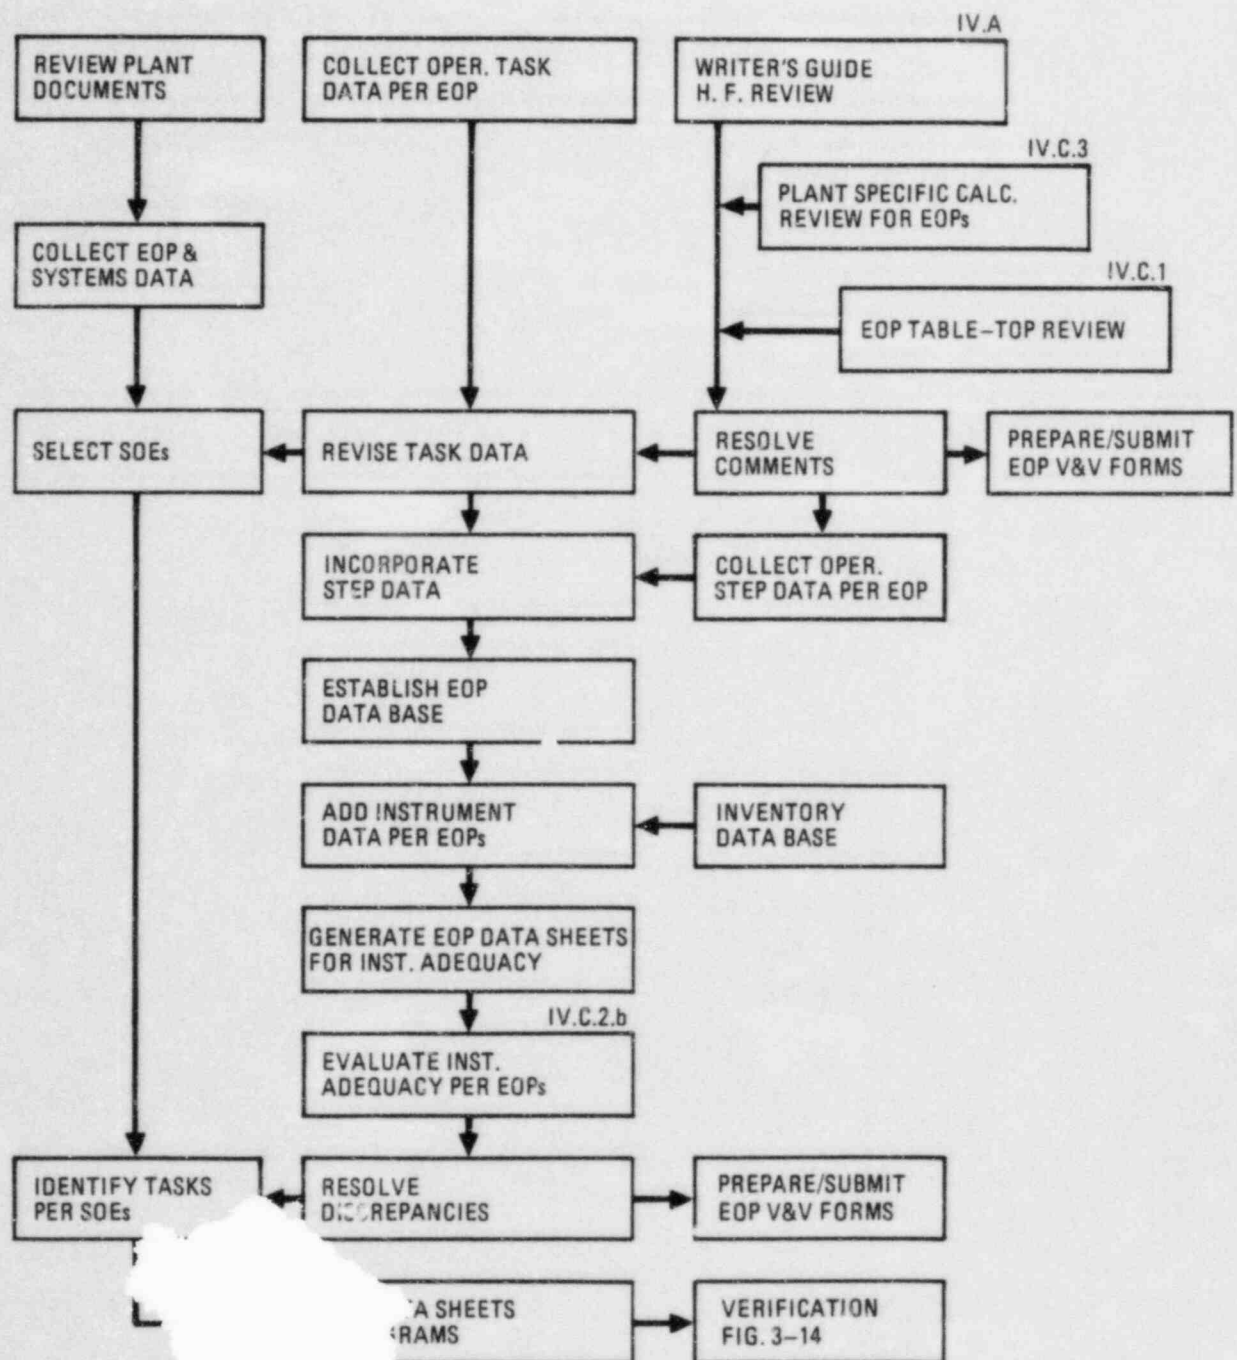 IV.A
REVIEW PLANT
DOCUMENTS
COLLECT OPER. TASK
DATA PER EOP
WRITER'S GUIDE
H. F. REVIEW
IV.C.3
PLANT SPECIFIC CALC.
REVIEW FOR EOPs
COLLECT EOP &
SYSTEMS DATA
IV.C.1
EOP TABLE–TOP REVIEW
SELECT SOEs
REVISE TASK DATA
RESOLVE
COMMENTS
PREPARE/SUBMIT
EOP V&V FORMS
INCORPORATE
STEP DATA
COLLECT OPER.
STEP DATA PER EOP
ESTABLISH EOP
DATA BASE
ADD INSTRUMENT
DATA PER EOPs
INVENTORY
DATA BASE
GENERATE EOP DATA SHEETS
FOR INST. ADEQUACY
IV.C.2.b
EVALUATE INST.
ADEQUACY PER EOPs
IDENTIFY TASKS
PER SOEs
RESOLVE
DISCREPANCIES
PREPARE/SUBMIT
EOP V&V FORMS
SHEETS
VERIFICATION
FIG. 3–14